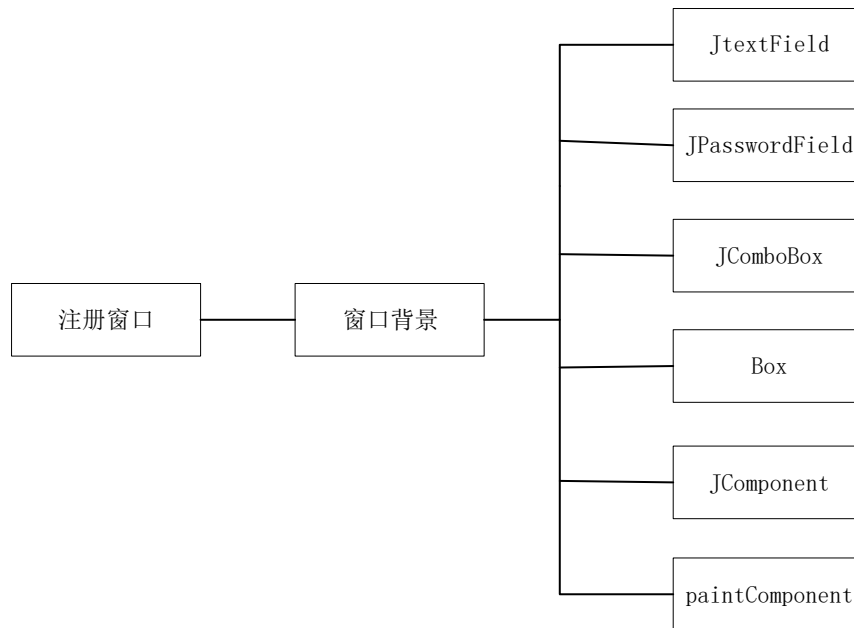 JtextField
JPasswordField
JComboBox
注册窗口
窗口背景
Box
JComponent
paintComponent